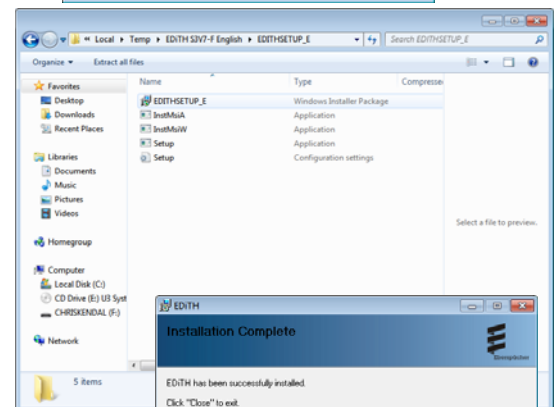 « Local ▸ Temp ▸ EDiTH S3V7-F English ▸ EDITHSETUP_E
Search EDITHSETUP_E
Organize
Extract all files
Favorites
Desktop
Downloads
Recent Places
Libraries
Documents
Music
Pictures
Videos
Homegroup
Computer
Local Disk (C:)
CD Drive (E:) U3 Syst
CHRISKENDAL (F:)
Network
Name Type Compresse
EDITHSETUP_E Windows Installer Package
InstMsiA Application
InstMsiW Application
Setup Application
Setup Configuration settings
Select a file to preview.
5 items
EDiTH
Installation Complete
Eberspächer
EDiTH has been successfully installed.
Click "Close" to exit.